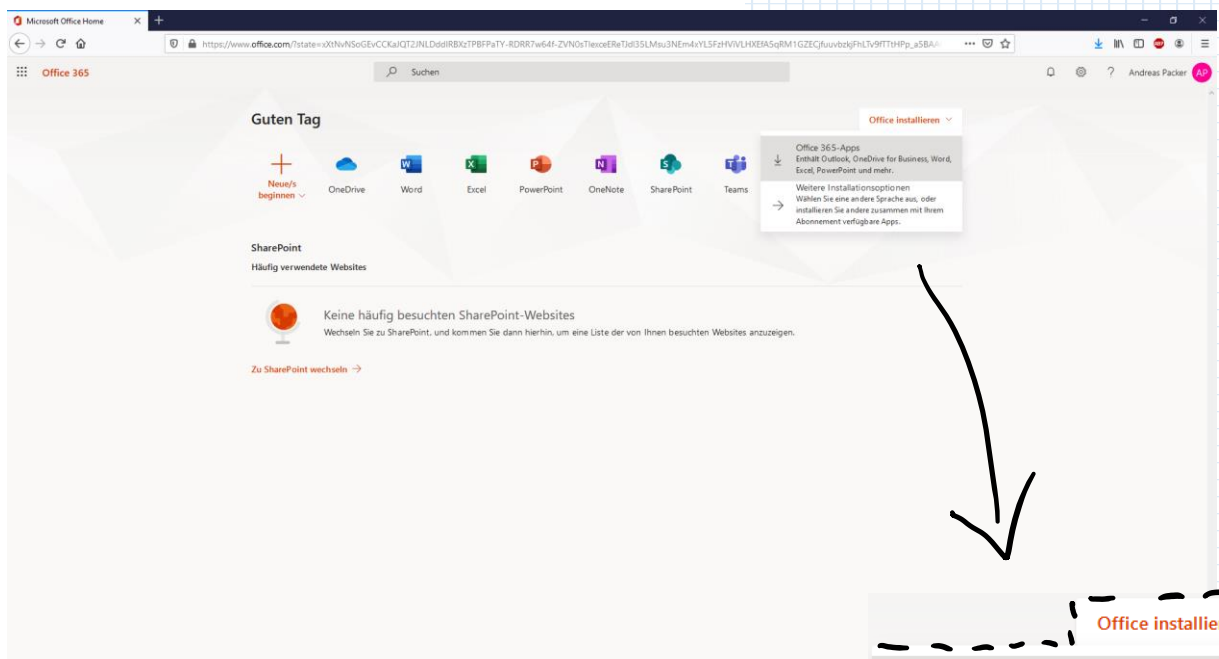 Microsoft Office Home
https://www.office.com/?state=
Office 365
Suchen
? Andreas Packer AP
Guten Tag
Office installieren
Neue/s beginnen
OneDrive
Word
Excel
PowerPoint
OneNote
SharePoint
Teams
Office 365-Apps
Enthält Outlook, OneDrive for Business, Word,
Excel, PowerPoint und mehr.
Weitere Installationsoptionen
Wählen Sie eine andere Sprache aus, oder
installieren Sie andere zusammen mit Ihrem
Abonnement verfügbare Apps.
SharePoint
Häufig verwendete Websites
Keine häufig besuchten SharePoint-Websites
Wechseln Sie zu SharePoint, und kommen Sie dann hierhin, um eine Liste der von Ihnen besuchten Websites anzuzeigen.
Zu SharePoint wechseln
Office installie